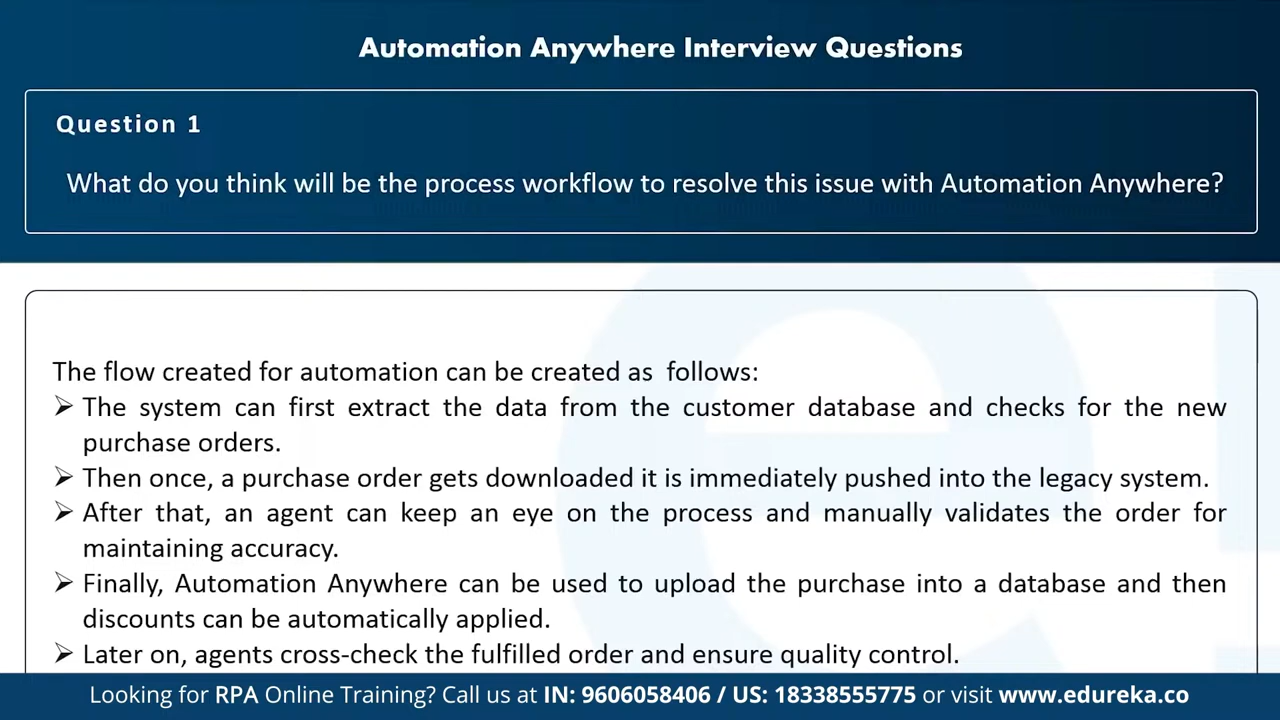 Automation Anywhere Interview Questions
Question 1
What do you think will be the process workflow to resolve this issue with Automation Anywhere?
The flow created for automation can be created as follows:
➢ The system can first extract the data from the customer database and checks for the new
purchase orders.
➢ Then once, a purchase order gets downloaded it is immediately pushed into the legacy system.
➢ After that, an agent can keep an eye on the process and manually validates the order for
maintaining accuracy.
➢ Finally, Automation Anywhere can be used to upload the purchase into a database and then
discounts can be automatically applied.
➢ Later on, agents cross-check the fulfilled order and ensure quality control.
Looking for RPA Online Training? Call us at IN: 9606058406 / US: 18338555775 or visit www.edureka.co